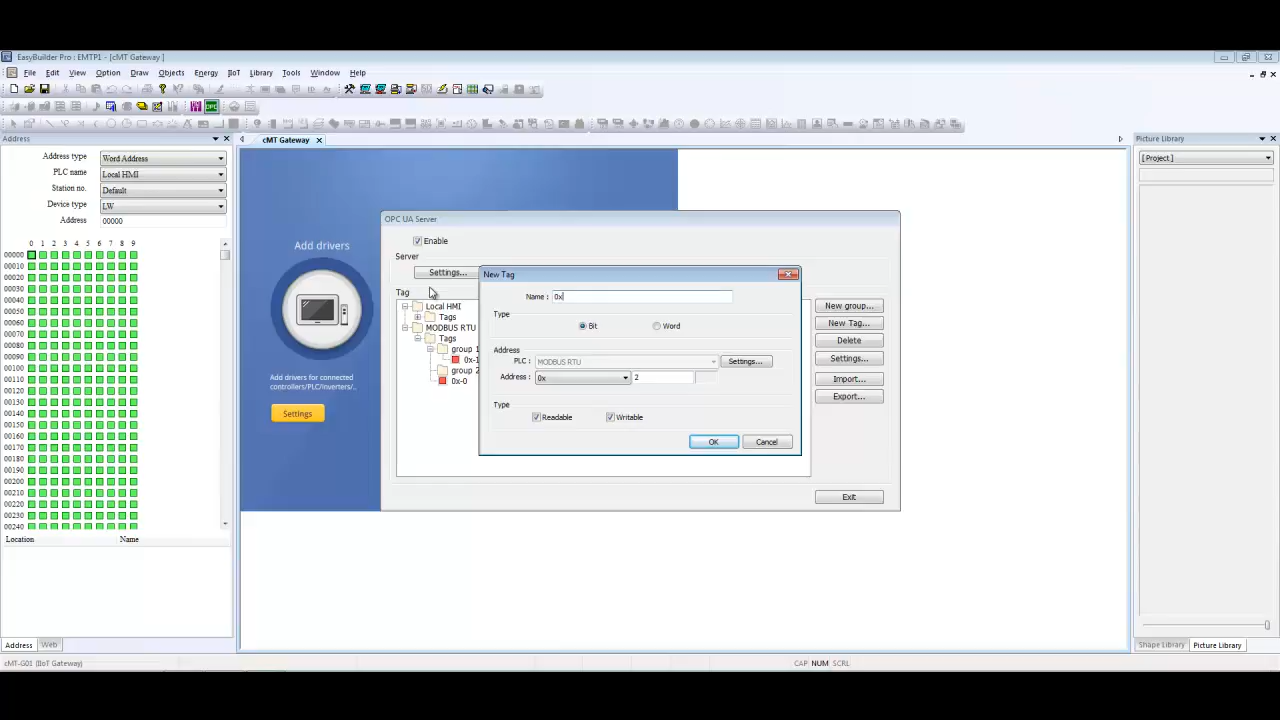 EasyBuilder Pro : EMTP1 - [cMT Gateway ]
File Edit View Option Draw Objects Energy IIoT Library Tools Window Help
OPC
Address
cMT Gateway
Picture Library
Address type Word Address
PLC name Local HMI
Station no. Default
Device type LW
Address 00000
[Project ]
0 1 2 3 4 5 6 7 8 9
00000
00010
00020
00030
00040
00050
00060
00070
00080
00090
00100
00110
00120
00130
00140
00150
00160
00170
00180
00190
00200
00210
00220
00230
00240
Location Name
Address Web
Add drivers
Add drivers for connected
controllers/PLC/inverters/..
Settings
OPC UA Server
Enable
Server
Settings...
Tag
Local HMI
Tags
MODBUS RTU
Tags
group 1
0x-1
group 2
0x-0
New group...
New Tag...
Delete
Settings...
Import...
Export...
Exit
New Tag
Name : 0x
Type
Bit Word
Address
PLC : MODBUS RTU Settings...
Address : 0x 2
Type
Readable Writable
OK Cancel
Shape Library Picture Library
cMT-G01 (IIoT Gateway)
CAP NUM SCRL